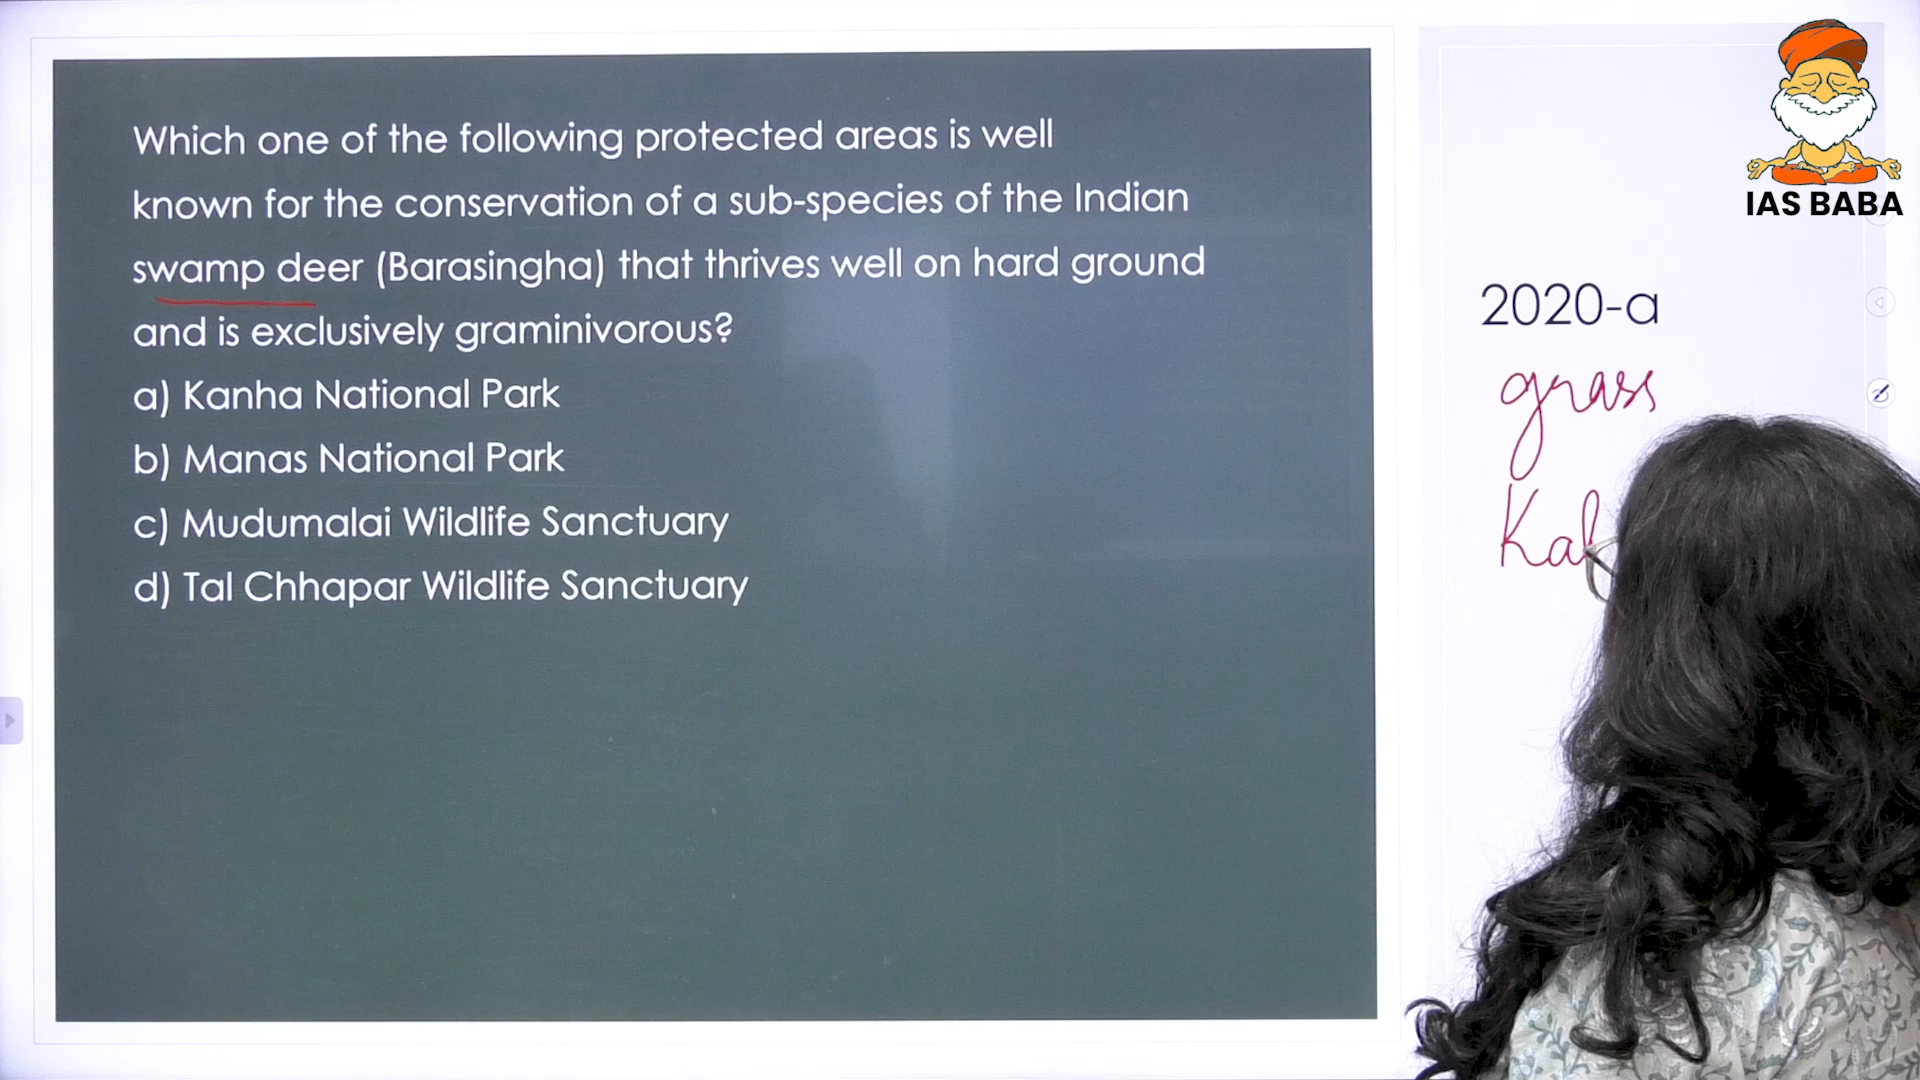 Which one of the following protected areas is well
known for the conservation of a sub-species of the Indian
swamp deer (Barasingha) that thrives well on hard ground
and is exclusively graminivorous?
a) Kanha National Park
b) Manas National Park
c) Mudumalai Wildlife Sanctuary
d) Tal Chhapar Wildlife Sanctuary
IAS BABA
2020-a
grass